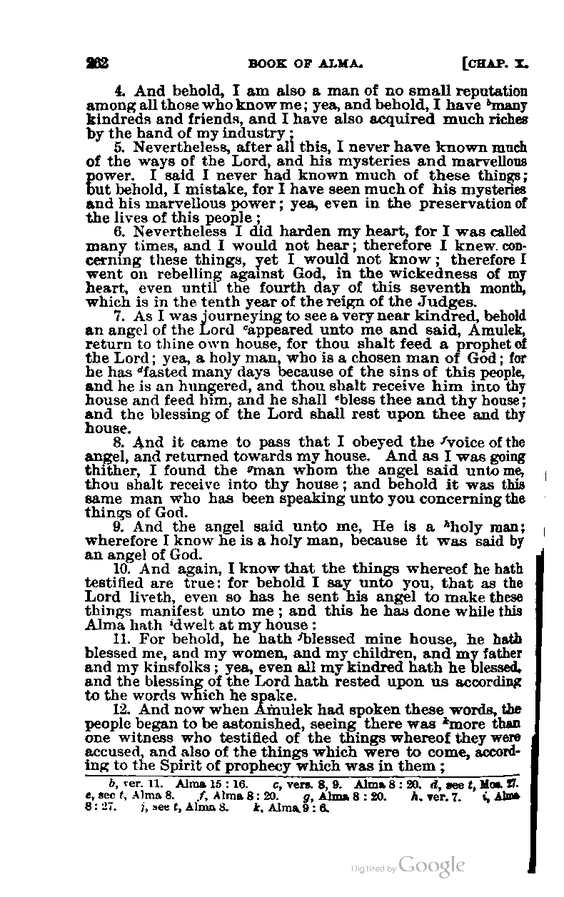 262 BOOK OF ALMA. [CHAP. X.
4. And behold, I am also a man of no small reputation
among all those who know me; yea, and behold, I have ᵇmany
kindreds and friends, and I have also acquired much riches
by the hand of my industry;
5. Nevertheless, after all this, I never have known much
of the ways of the Lord, and his mysteries and marvellous
power. I said I never had known much of these things;
but behold, I mistake, for I have seen much of his mysteries
and his marvellous power; yea, even in the preservation of
the lives of this people;
6. Nevertheless I did harden my heart, for I was called
many times, and I would not hear; therefore I knew con-
cerning these things, yet I would not know; therefore I
went on rebelling against God, in the wickedness of my
heart, even until the fourth day of this seventh month,
which is in the tenth year of the reign of the Judges.
7. As I was journeying to see a very near kindred, behold
an angel of the Lord ᶜappeared unto me and said, Amulek,
return to thine own house, for thou shalt feed a prophet of
the Lord; yea, a holy man, who is a chosen man of God; for
he has ᵈfasted many days because of the sins of this people,
and he is an hungered, and thou shalt receive him into thy
house and feed him, and he shall ᵉbless thee and thy house;
and the blessing of the Lord shall rest upon thee and thy
house.
8. And it came to pass that I obeyed the ᶠvoice of the
angel, and returned towards my house. And as I was going
thither, I found the ᵍman whom the angel said unto me,
thou shalt receive into thy house; and behold it was this
same man who has been speaking unto you concerning the
things of God.
9. And the angel said unto me, He is a ʰholy man;
wherefore I know he is a holy man, because it was said by
an angel of God.
10. And again, I know that the things whereof he hath
testified are true: for behold I say unto you, that as the
Lord liveth, even so has he sent his angel to make these
things manifest unto me; and this he has done while this
Alma hath ⁱdwelt at my house:
11. For behold, he hath ʲblessed mine house, he hath
blessed me, and my women, and my children, and my father
and my kinsfolks; yea, even all my kindred hath he blessed,
and the blessing of the Lord hath rested upon us according
to the words which he spake.
12. And now when Amulek had spoken these words, the
people began to be astonished, seeing there was ᵏmore than
one witness who testified of the things whereof they were
accused, and also of the things which were to come, accord-
ing to the Spirit of prophecy which was in them;
b, ver. 11. Alma 15:16. c, vers. 8, 9. Alma 8:20. d, see t, Mos. 27.
e, see t, Alma 8. f, Alma 8:20. g, Alma 8:20. h, ver. 7. i, Alma
8:27. j, see t, Alma 8. k, Alma 9:6.
Digitized by Google